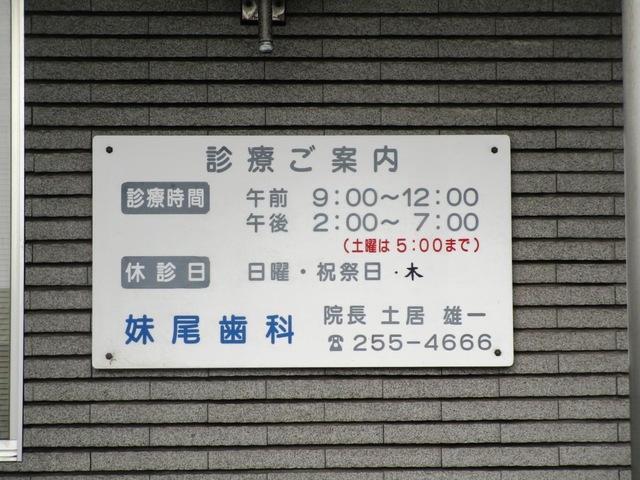 診療ご案内
診療時間 午前 9:00〜12:00
午後 2:00〜 7:00
(土曜は 5:00まで)
休診日 日曜・祝祭日・木
妹尾歯科 院長 土居 雄一
☎255-4666